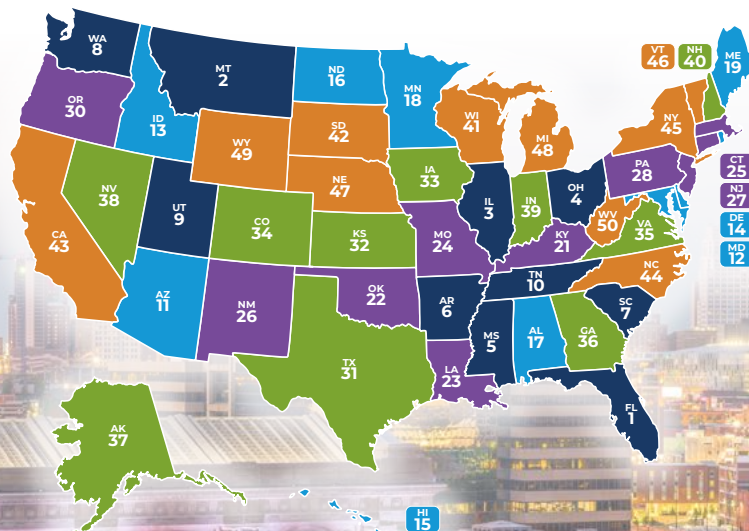 WA
8
MT
2
ND
16
MN
18
VT
46
NH
40
ME
19
OR
30
ID
13
WY
49
SD
42
WI
41
MI
48
NY
45
NV
38
UT
9
CO
34
NE
47
IA
33
IL
3
IN
39
OH
4
PA
28
CT
25
NJ
27
DE
14
MD
12
CA
43
AZ
11
NM
26
KS
32
MO
24
KY
21
WV
50
VA
35
OK
22
AR
6
TN
10
NC
44
SC
7
TX
31
LA
23
MS
5
AL
17
GA
36
FL
1
AK
37
HI
15